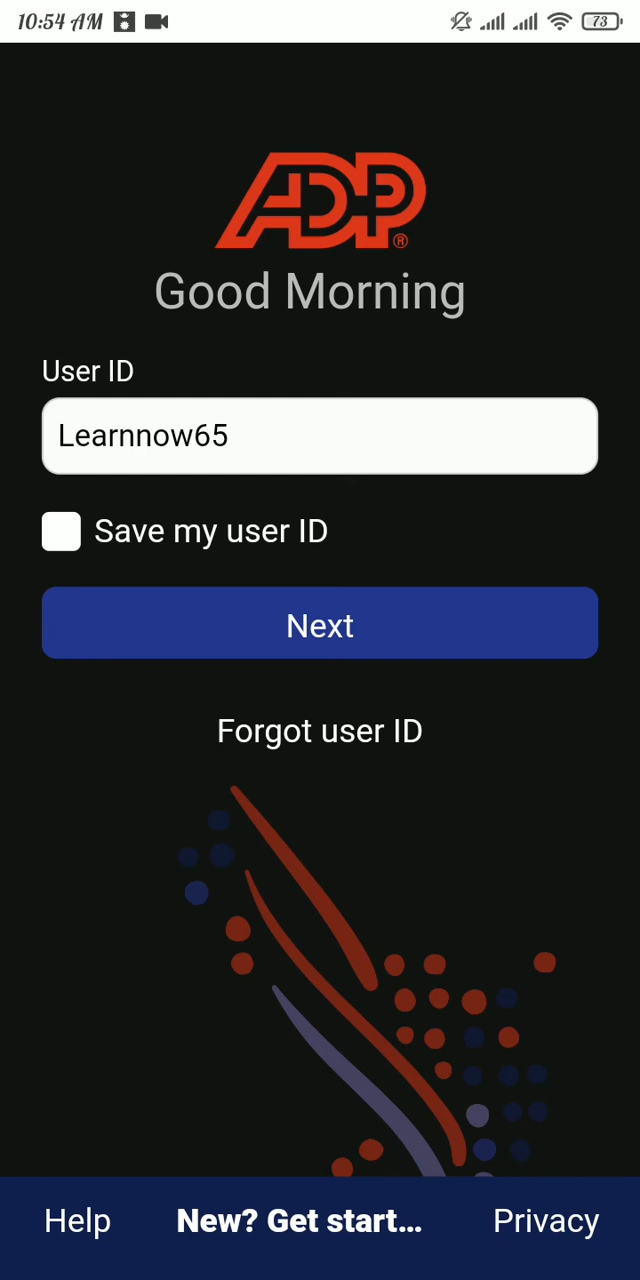 10:54 AM
73
ADP®
Good Morning
User ID
Learnnow65
Save my user ID
Next
Forgot user ID
Help New? Get start... Privacy